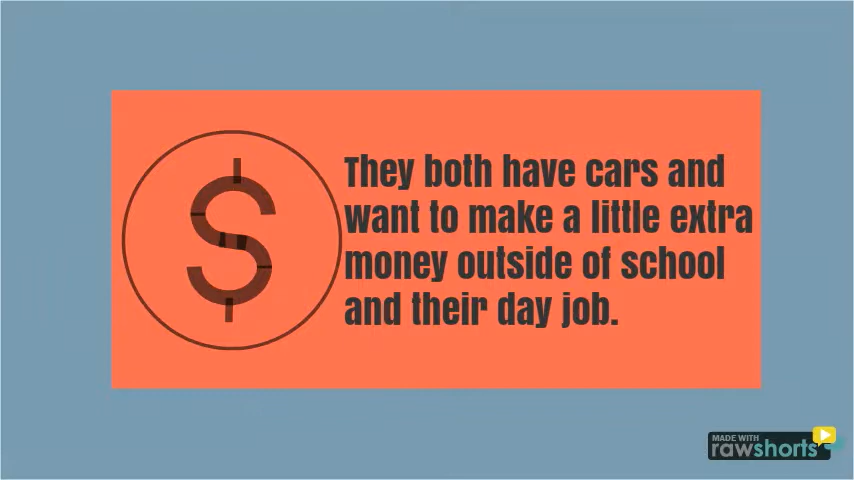 They both have cars and
want to make a little extra
money outside of school
and their day job.
MADE WITH
rawshorts